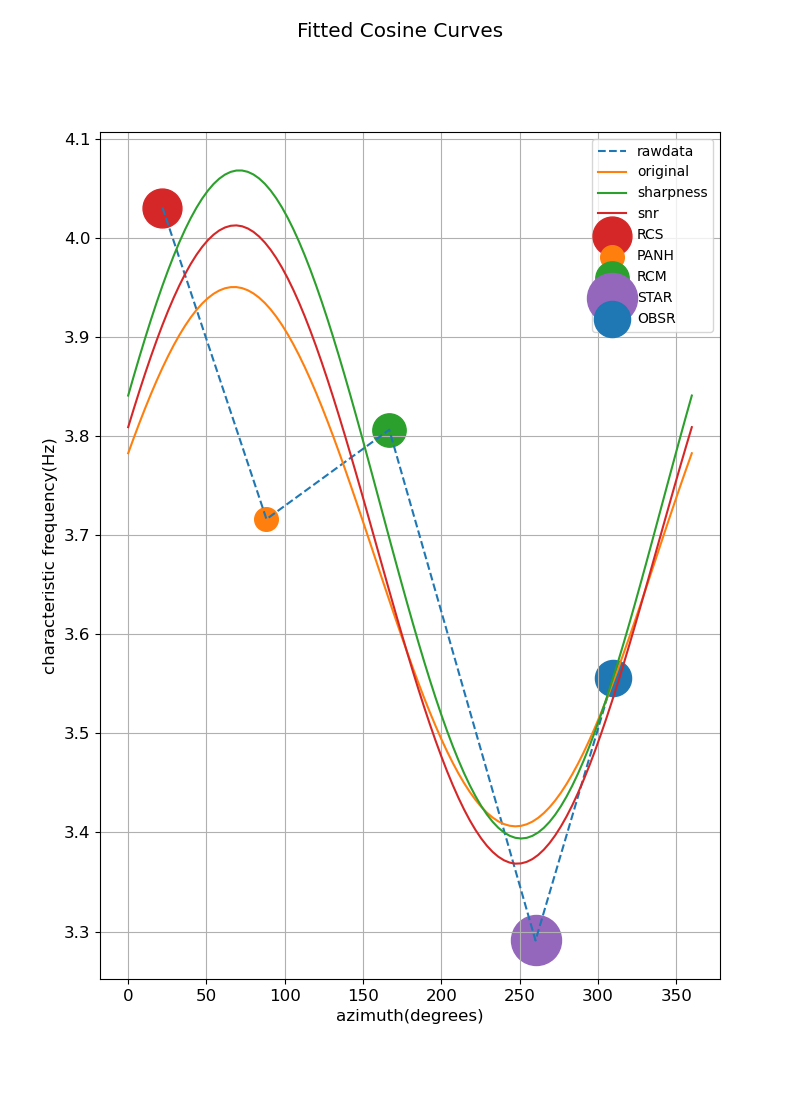 Fitted Cosine Curves
4.1
4.0
3.9
3.8
3.7
3.6
3.5
3.4
3.3
characteristic frequency(Hz)
rawdata
original
sharpness
snr
RCS
PANH
RCM
STAR
OBSR
0 50 100 150 200 250 300 350
azimuth(degrees)